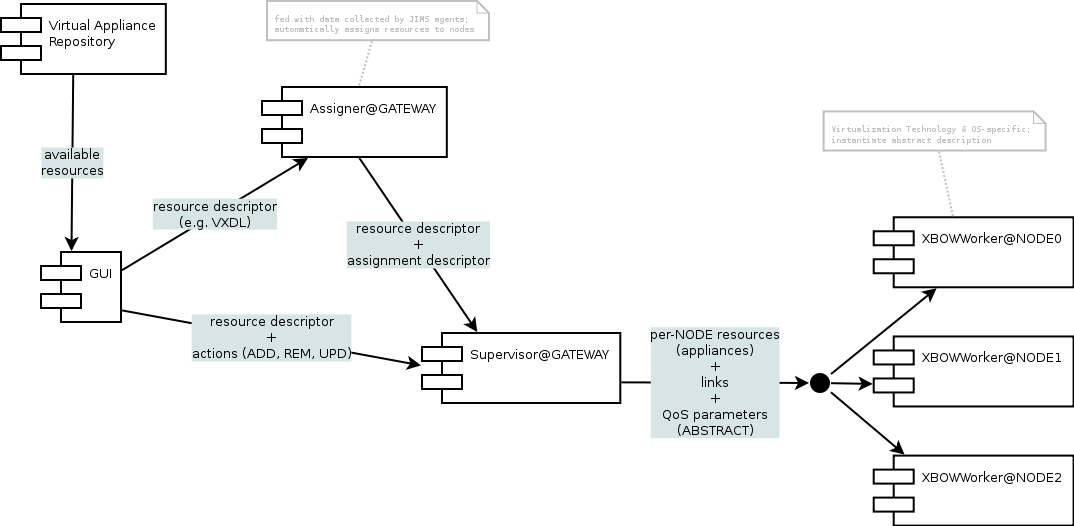 Virtual Appliance
Repository
fed with data collected by JIMS agents;
automatically assigns resources to nodes
Assigner@GATEWAY
Virtualization Technology & OS-specific;
instantiate abstract description
available
resources
resource descriptor
(e.g. VXDL)
resource descriptor
+
assignment descriptor
XBOWWorker@NODE0
GUI
resource descriptor
+
actions (ADD, REM, UPD)
Supervisor@GATEWAY
per-NODE resources
(appliances)
+
links
+
QoS parameters
(ABSTRACT)
XBOWWorker@NODE1
XBOWWorker@NODE2